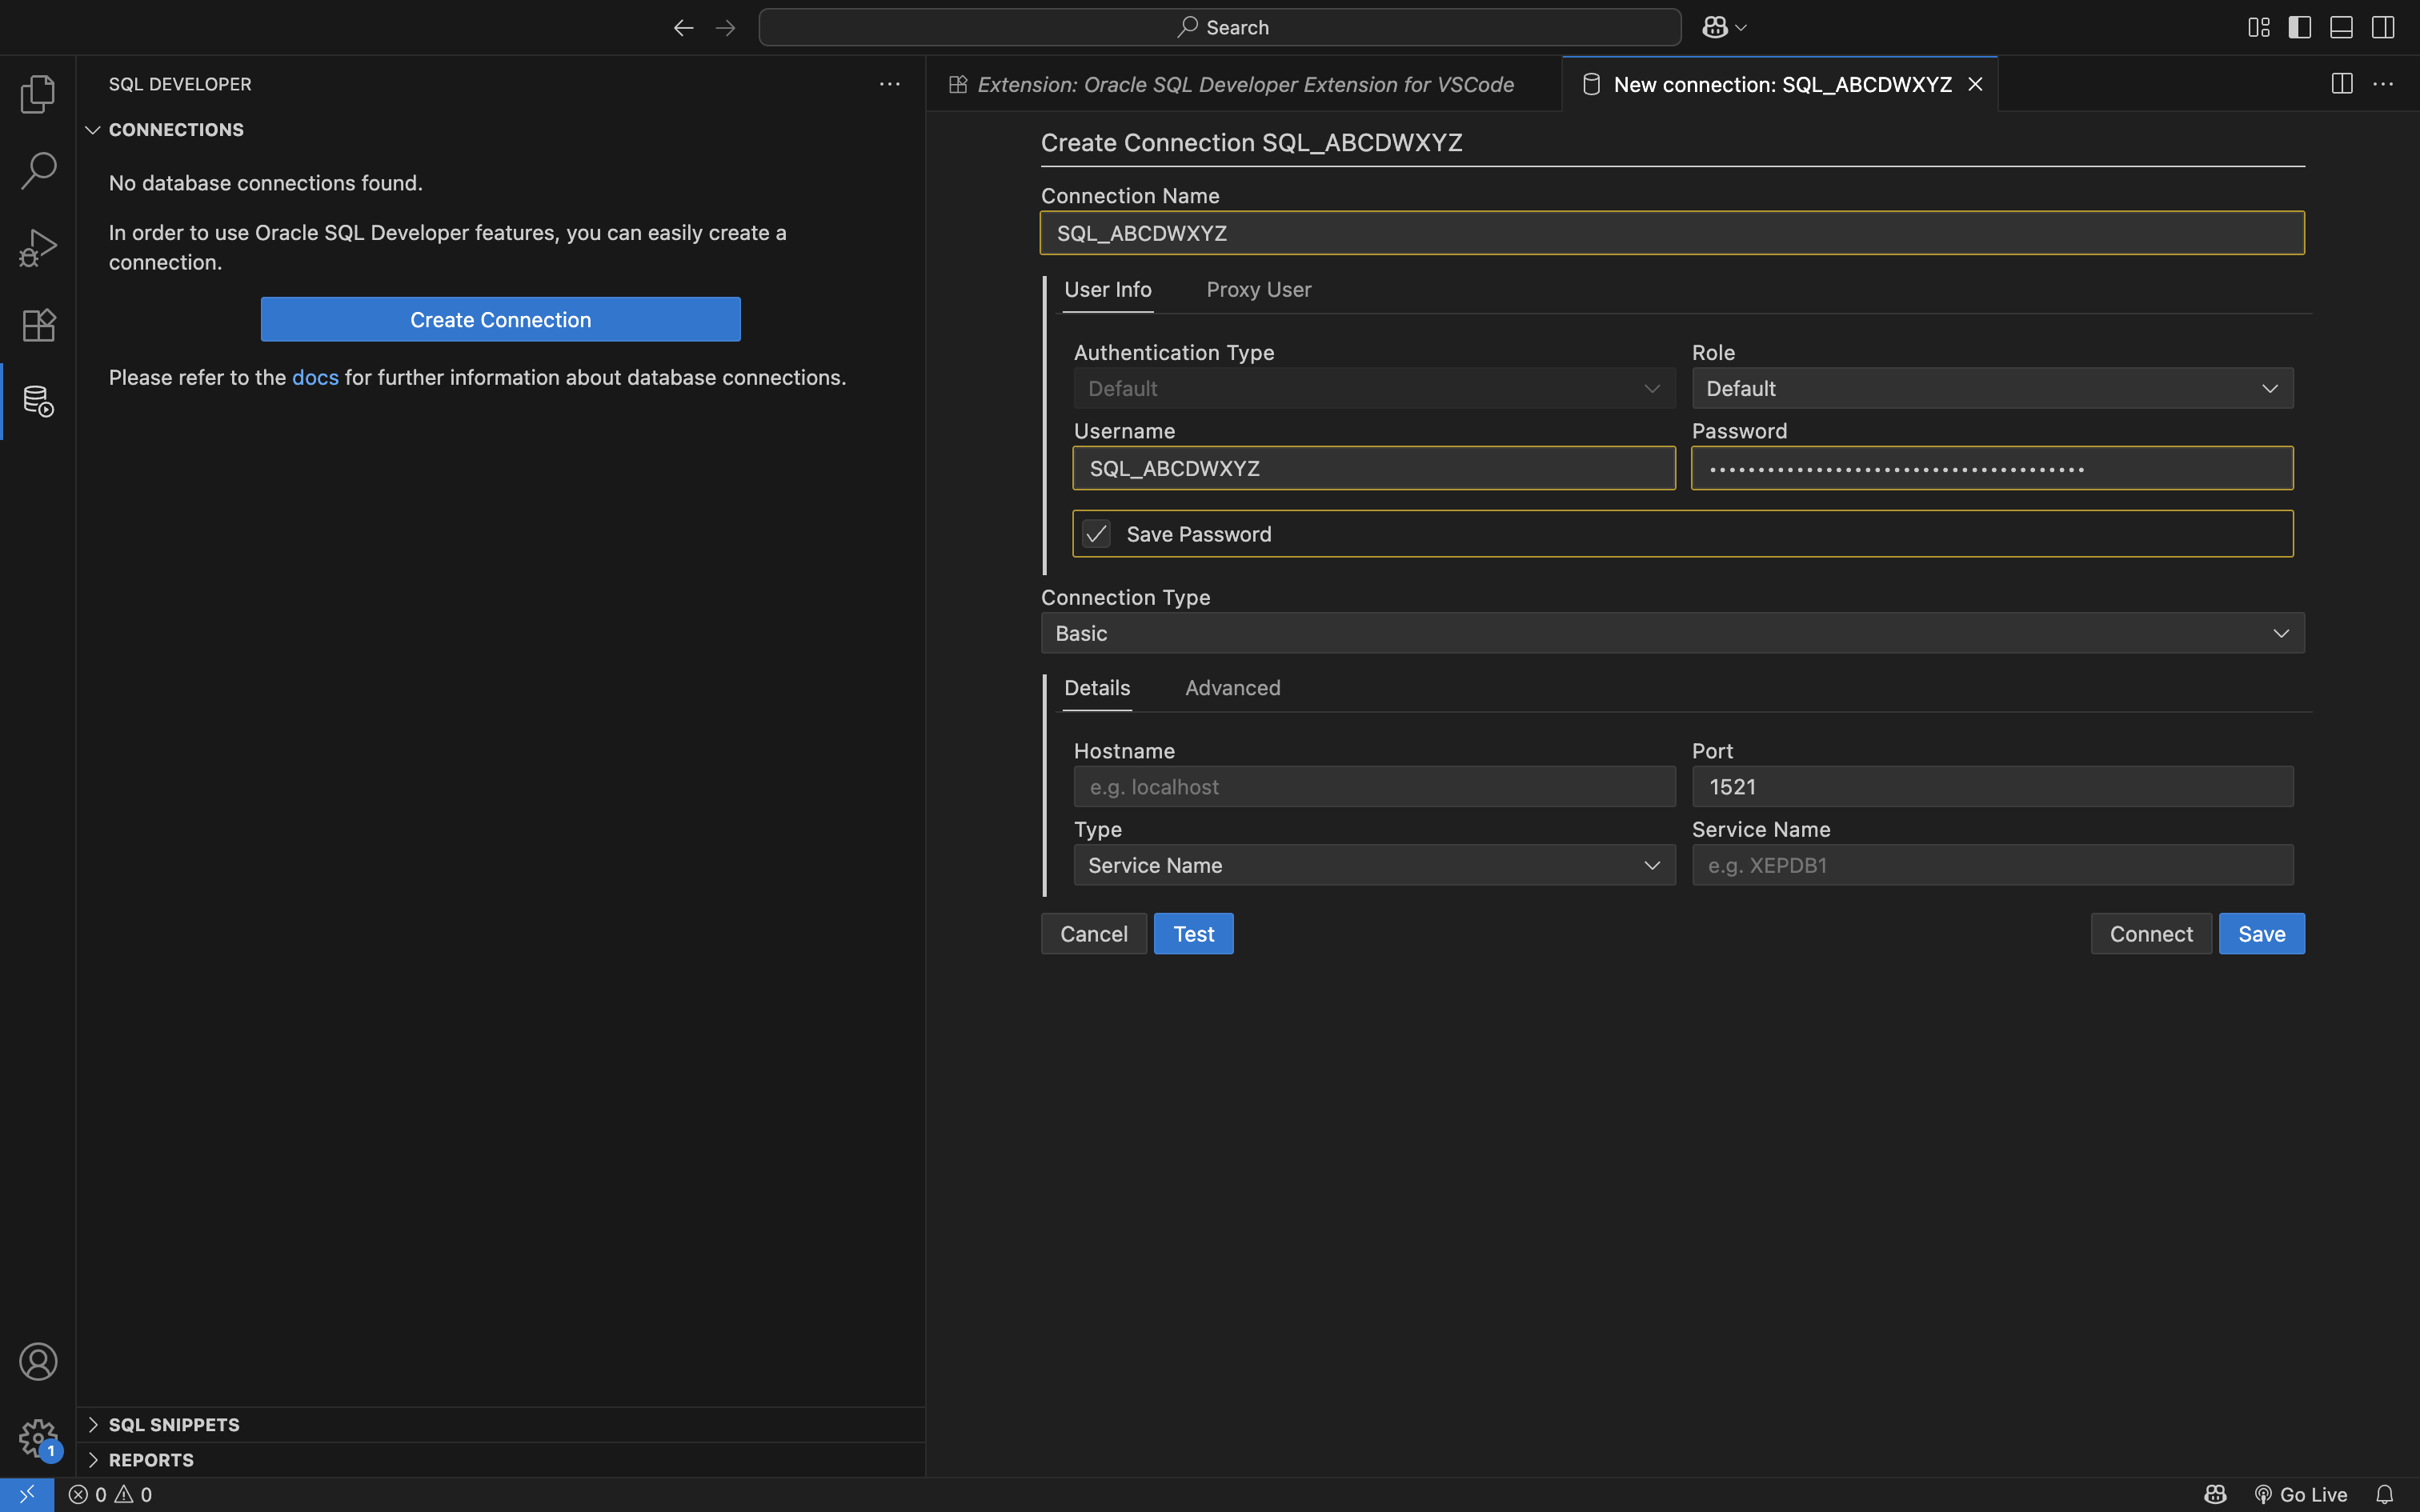 Search
SQL DEVELOPER
CONNECTIONS
No database connections found.
In order to use Oracle SQL Developer features, you can easily create a
connection.
Create Connection
Please refer to the docs for further information about database connections.
SQL SNIPPETS
REPORTS
1
Extension: Oracle SQL Developer Extension for VSCode
New connection: SQL_ABCDWXYZ
Create Connection SQL_ABCDWXYZ
Connection Name
SQL_ABCDWXYZ
User Info Proxy User
Authentication Type Role
Default Default
Username Password
SQL_ABCDWXYZ •••••••••••••••••••••••••••••••••••••••
Save Password
Connection Type
Basic
Details Advanced
Hostname Port
e.g. localhost 1521
Type Service Name
Service Name e.g. XEPDB1
Cancel Test Connect Save
0 0 Go Live